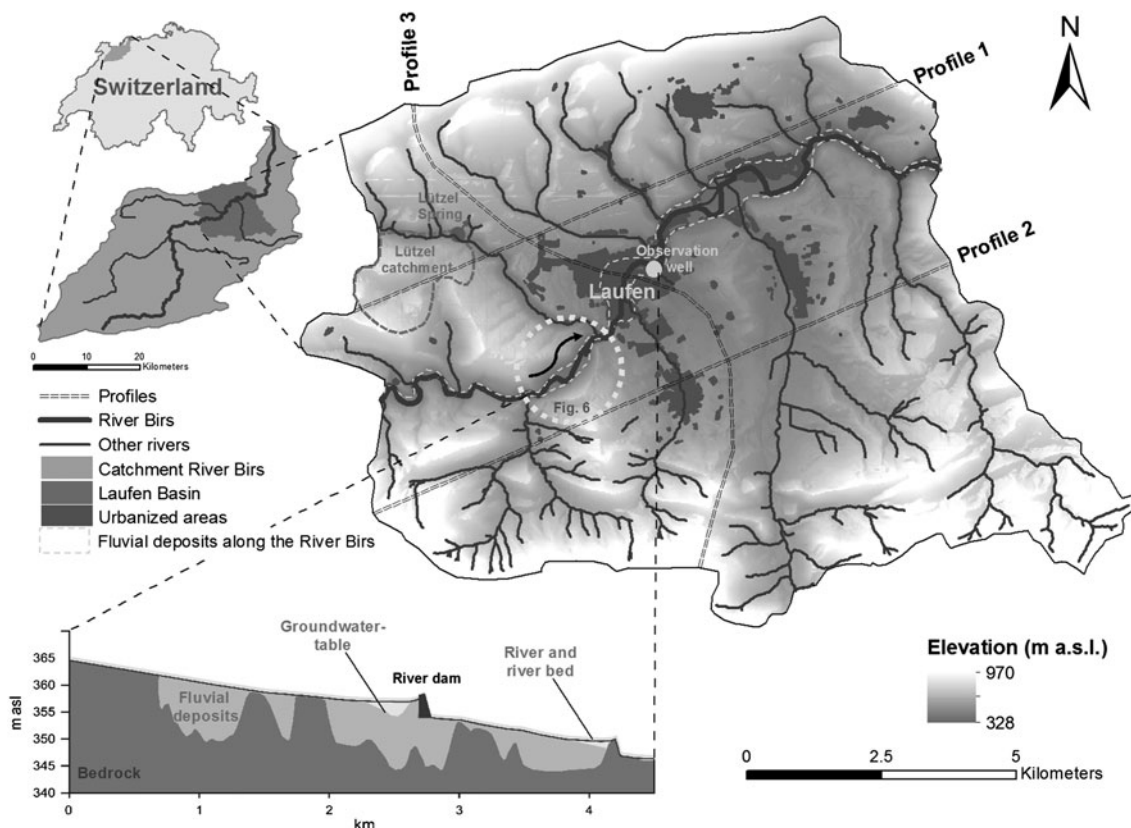 Switzerland
0 10 20
Kilometers
Profiles
River Birs
Other rivers
Catchment River Birs
Laufen Basin
Urbanized areas
Fluvial deposits along the River Birs
Profile 3
Profile 1
Profile 2
N
Lützel
Spring
Lützel
catchment
Observation
well
Laufen
Fig. 6
Elevation (m a.s.l.)
970
328
0 2.5 5
Kilometers
Groundwater-
table
River dam
River and
river bed
Fluvial
deposits
Bedrock
m asl
365
360
355
350
345
340
0 1 2 3 4
km